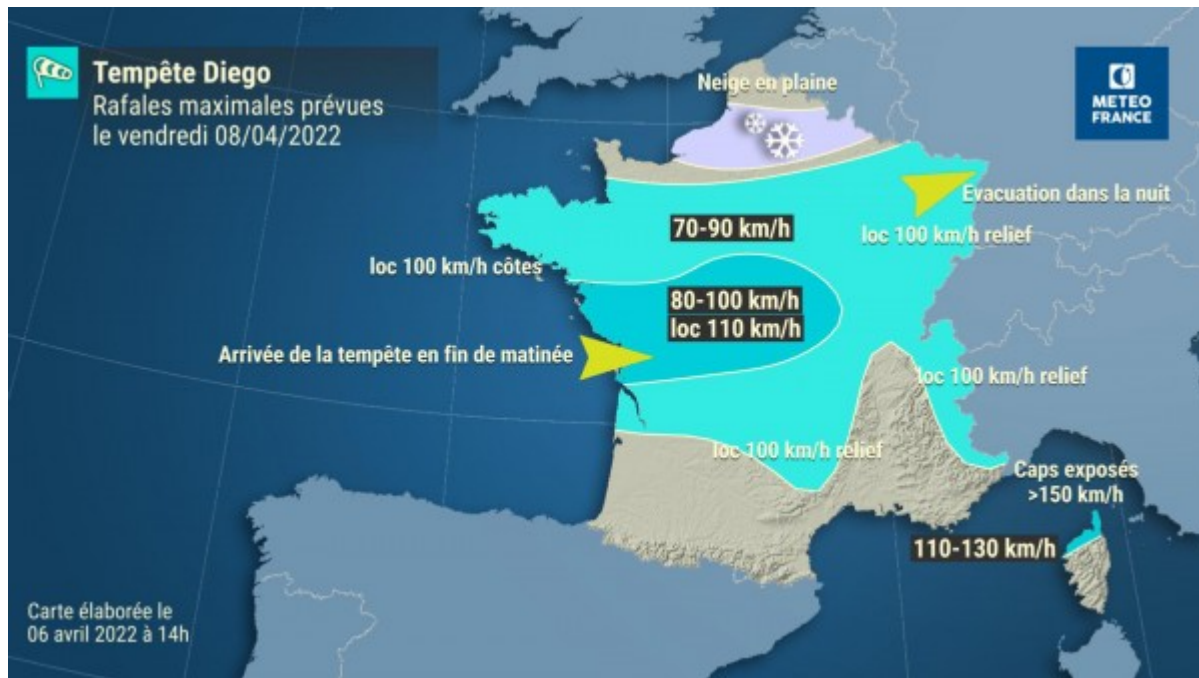 Tempête Diego
Rafales maximales prévues
le vendredi 08/04/2022
Neige en plaine
METEO
FRANCE
Evacuation dans la nuit
70-90 km/h
loc 100 km/h relief
loc 100 km/h côtes
80-100 km/h
loc 110 km/h
Arrivée de la tempête en fin de matinée
loc 100 km/h relief
loc 100 km/h relief
Caps exposés
>150 km/h
110-130 km/h
Carte élaborée le
06 avril 2022 à 14h